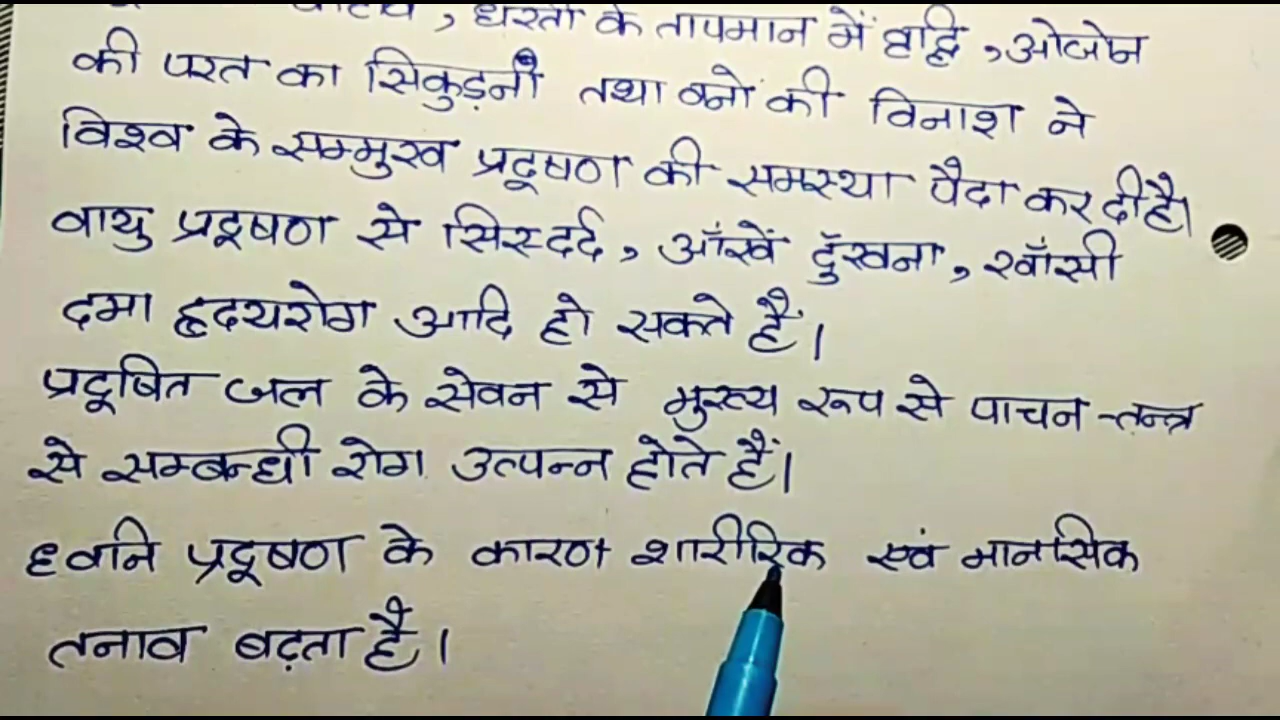 , धरती के तापमान में वृद्धि , ओजोन
की परत का सिकुड़नी तथा बनों की विनाश ने
विश्व के सम्मुख प्रदूषण की समस्या पैदा कर दी है।
वायु प्रदूषण से सिरदर्द , आँखें दुँखना , खाँसी
दमा हृदयरोग आदि हो सकते हैं।
प्रदूषित जल के सेवन से मुख्य रूप से पाचन-तन्त्र
से सम्बन्धी रोग उत्पन्न होते हैं।
ध्वनि प्रदूषण के कारण शारीरिक एवं मानसिक
तनाव बढ़ता है।